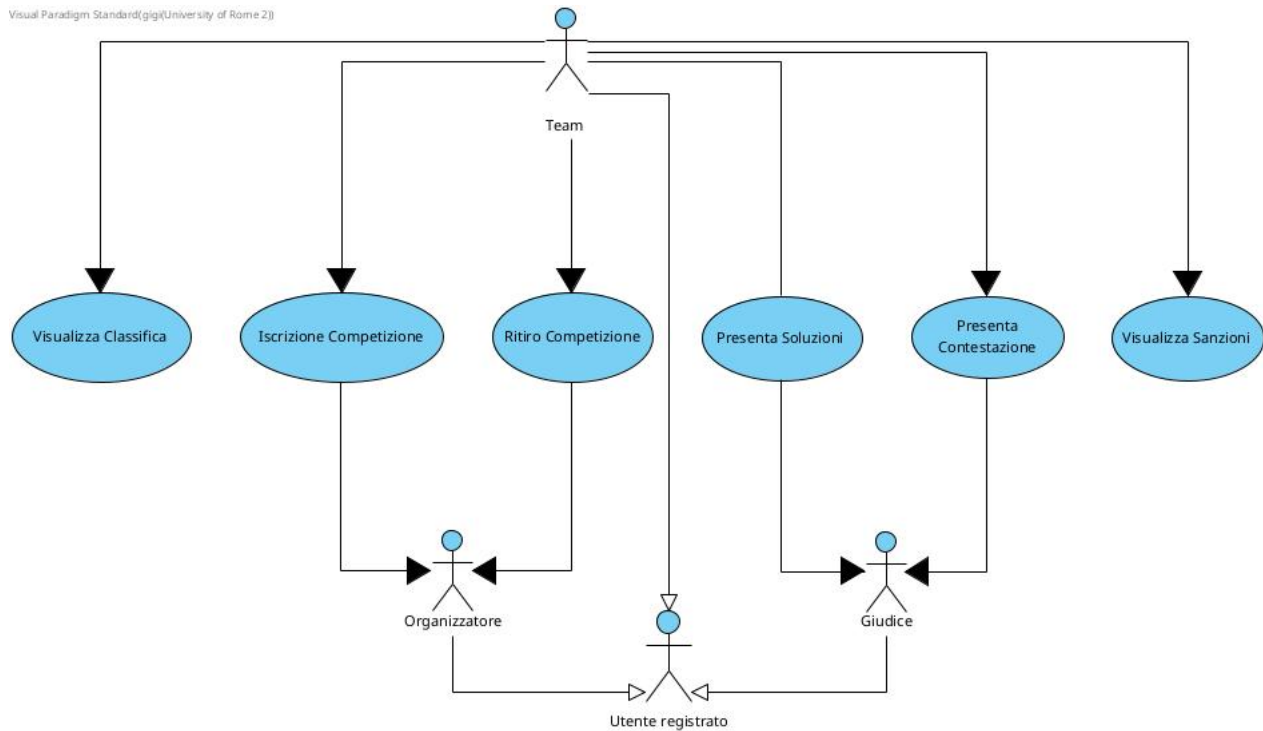 Visual Paradigm Standard(gigi(University of Rome 2))
Team
Visualizza Classifica
Iscrizione Competizione
Ritiro Competizione
Presenta Soluzioni
Presenta
Contestazione
Visualizza Sanzioni
Organizzatore
Giudice
Utente registrato